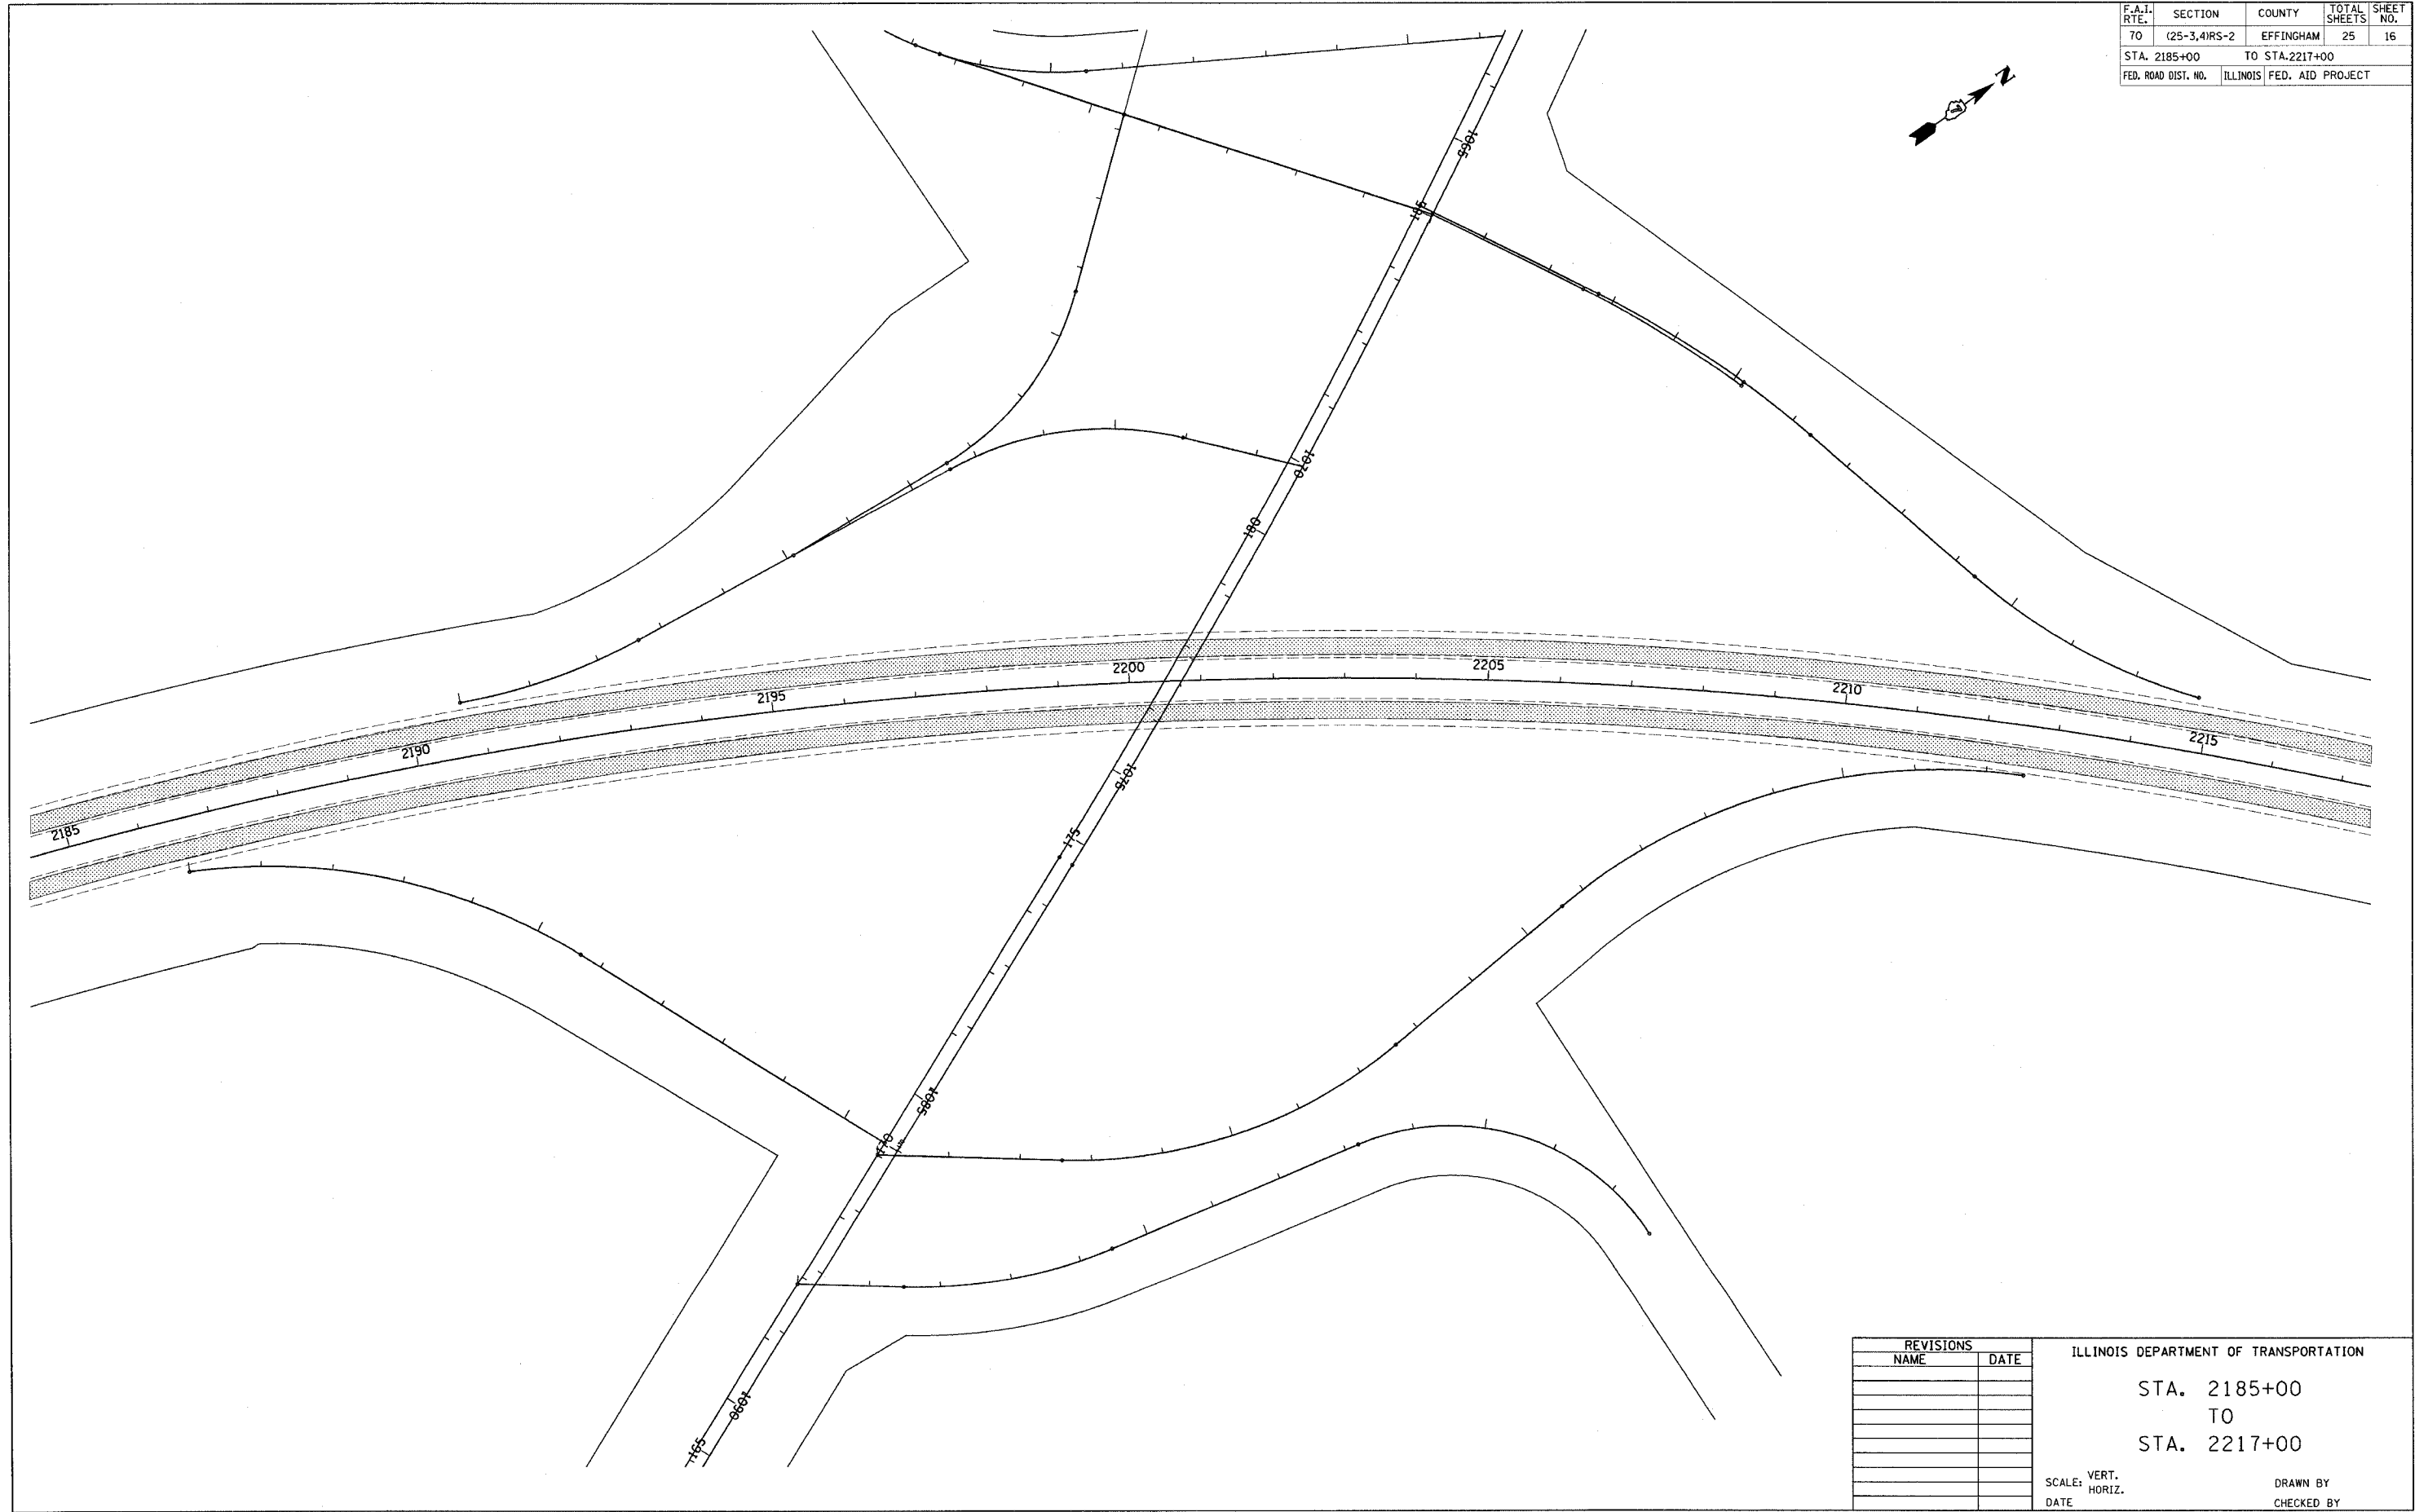 F.A.I. RTE. SECTION COUNTY TOTAL SHEETS SHEET NO.
70 (25-3,4)RS-2 EFFINGHAM 25 16
STA. 2185+00 TO STA.2217+00
FED. ROAD DIST. NO. ILLINOIS FED. AID PROJECT
N
1065
185
1070
180
2200
2205
2195
2210
2190
2215
1075
2185
175
1085
170
1090
165
REVISIONS
NAME DATE
ILLINOIS DEPARTMENT OF TRANSPORTATION
STA. 2185+00
TO
STA. 2217+00
SCALE: VERT.
HORIZ.
DRAWN BY
DATE
CHECKED BY